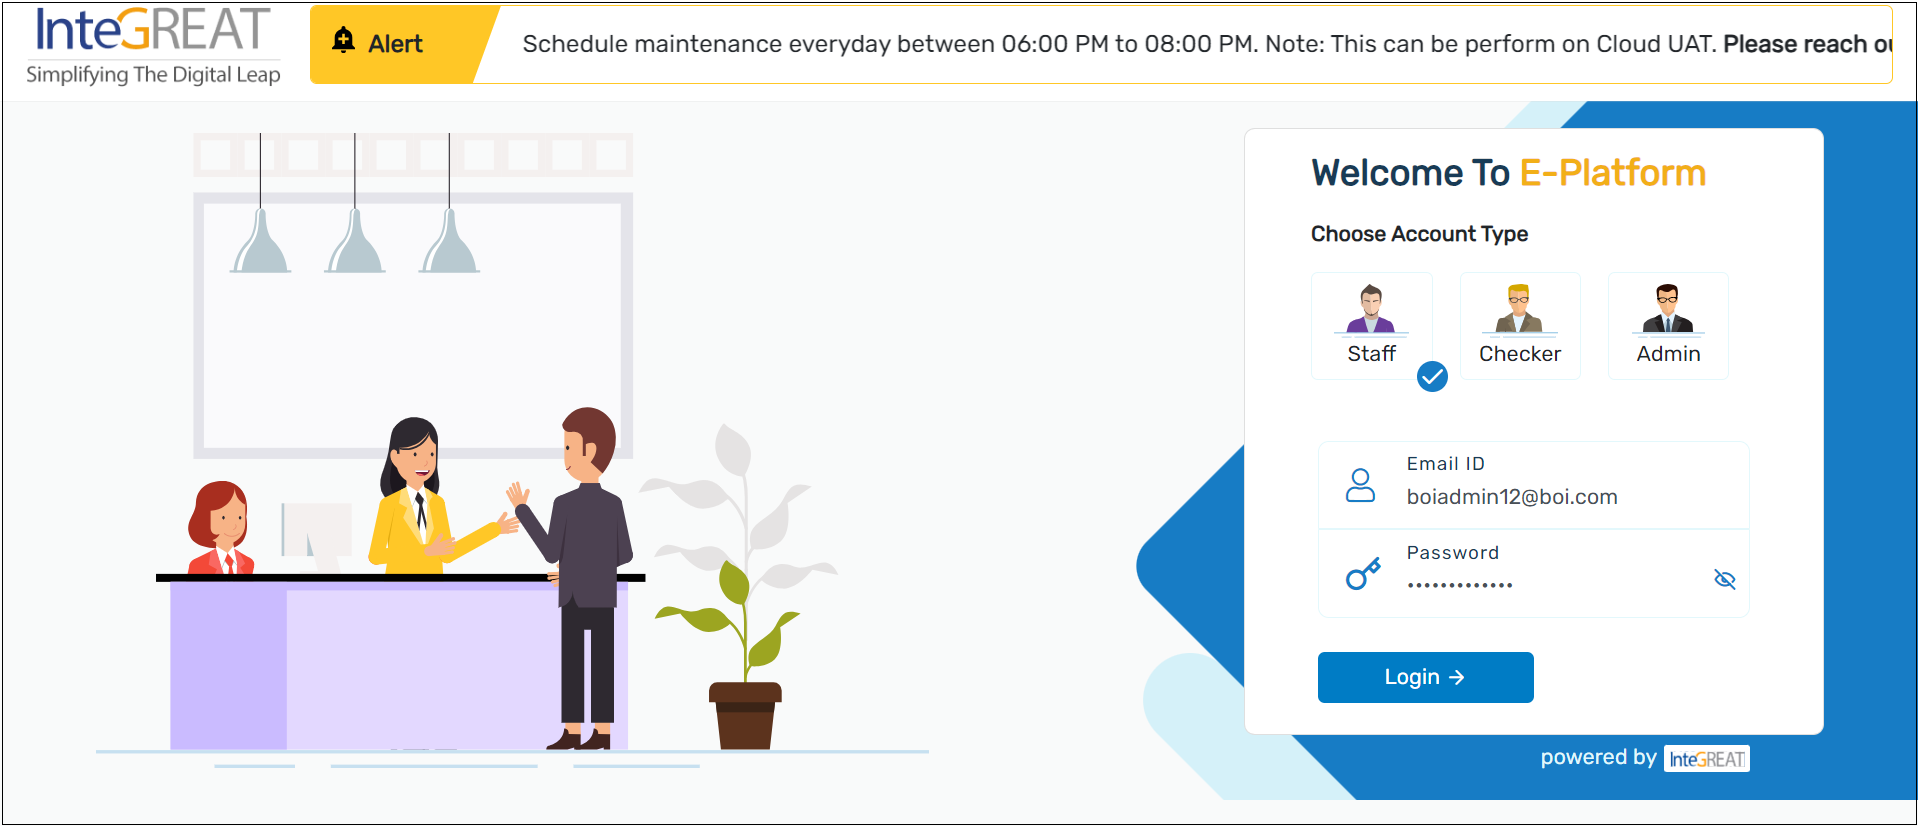 InteGREAT
Simplifying The Digital Leap
Alert
Schedule maintenance everyday between 06:00 PM to 08:00 PM. Note: This can be perform on Cloud UAT. Please reach
Welcome To E-Platform
Choose Account Type
Staff
Checker
Admin
Email ID
boiadmin12@boi.com
Password
•••••••••••••
Login →
powered by InteGREAT